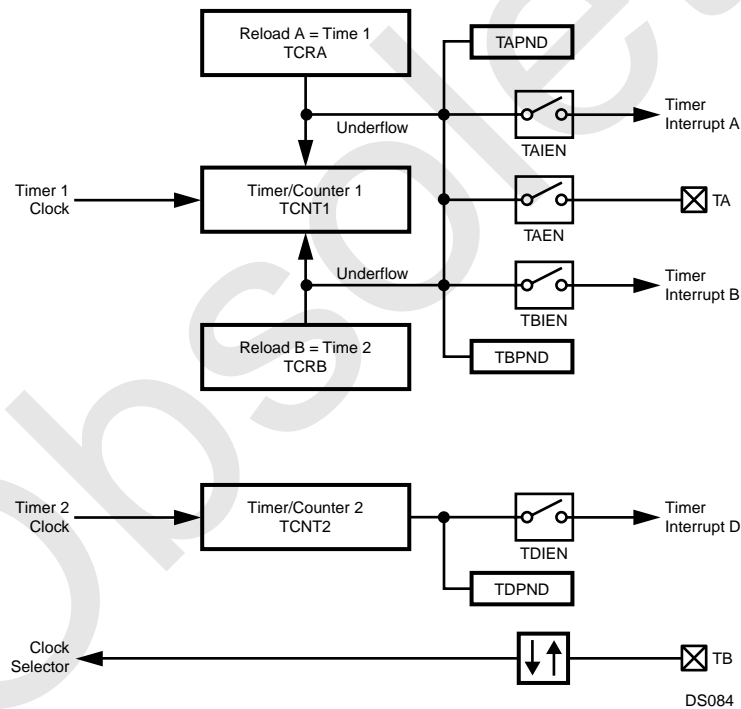 Reload A = Time 1
TCRA
TAPND
Underflow
Timer
Interrupt A
TAIEN
Timer 1
Clock
Timer/Counter 1
TCNT1
TAEN
TA
Underflow
Timer
Interrupt B
TBIEN
Reload B = Time 2
TCRB
TBPND
Timer 2
Clock
Timer/Counter 2
TCNT2
Timer
Interrupt D
TDIEN
TDPND
Clock
Selector
TB
DS084
Obsolete